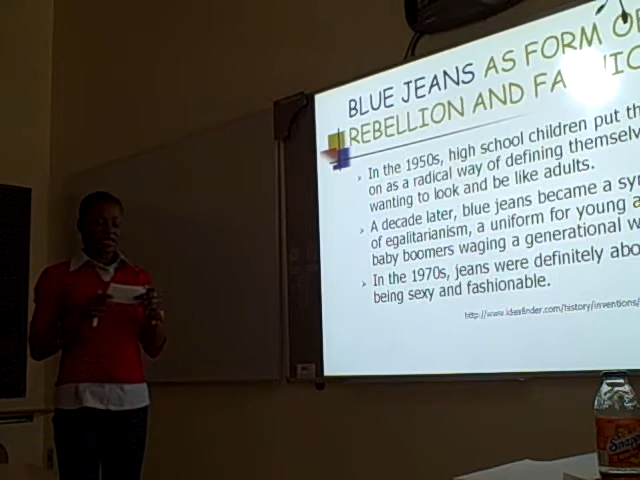 BLUE JEANS AS FORM OF
REBELLION AND FA
In the 1950s, high school children put th
on as a radical way of defining themselv
wanting to look and be like adults.
A decade later, blue jeans became a sy
of egalitarianism, a uniform for young a
baby boomers waging a generational w
In the 1970s, jeans were definitely abo
being sexy and fashionable.
http://www.ideafinder.com/history/inventions/